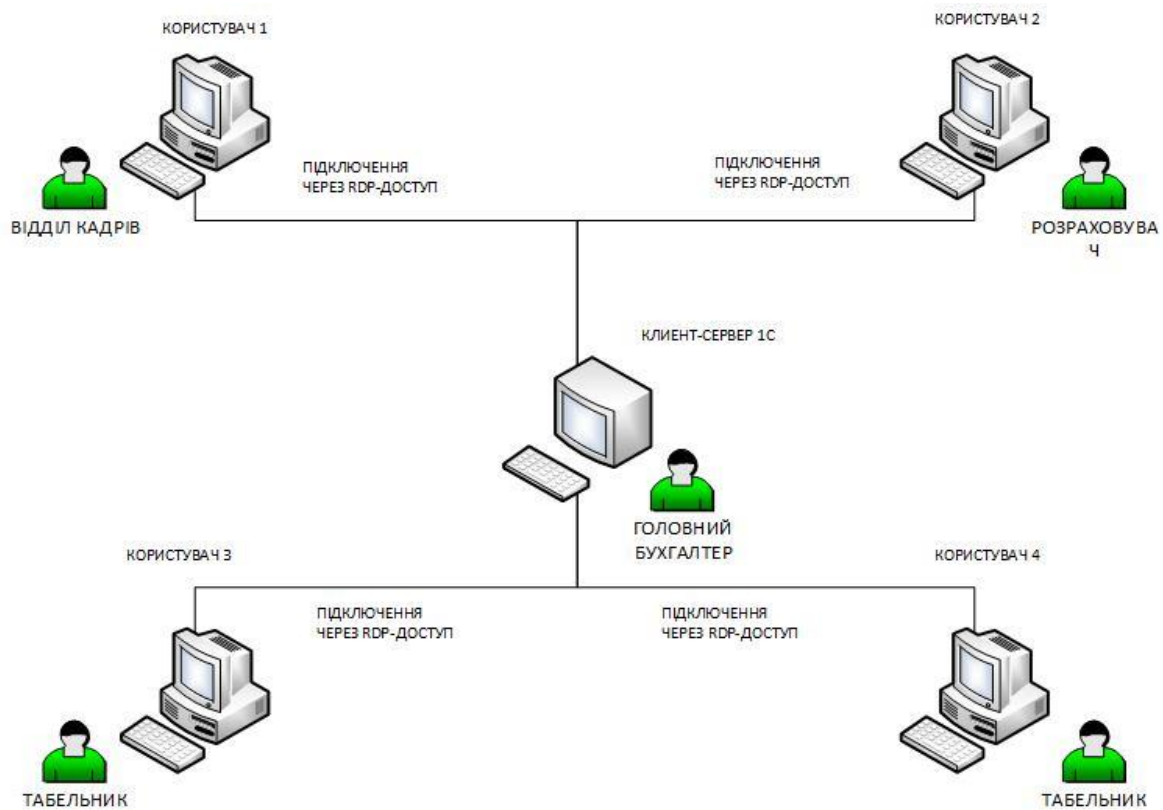 КОРИСТУВАЧ 1
КОРИСТУВАЧ 2
ПІДКЛЮЧЕННЯ
ЧЕРЕЗ RDP-ДОСТУП
ПІДКЛЮЧЕННЯ
ЧЕРЕЗ RDP-ДОСТУП
ВІДДІЛ КАДРІВ
РОЗРАХОВУВА
Ч
КЛИЕНТ-СЕРВЕР 1С
ГОЛОВНИЙ
БУХГАЛТЕР
КОРИСТУВАЧ 3
КОРИСТУВАЧ 4
ПІДКЛЮЧЕННЯ
ЧЕРЕЗ RDP-ДОСТУП
ПІДКЛЮЧЕННЯ
ЧЕРЕЗ RDP-ДОСТУП
ТАБЕЛЬНИК
ТАБЕЛЬНИК